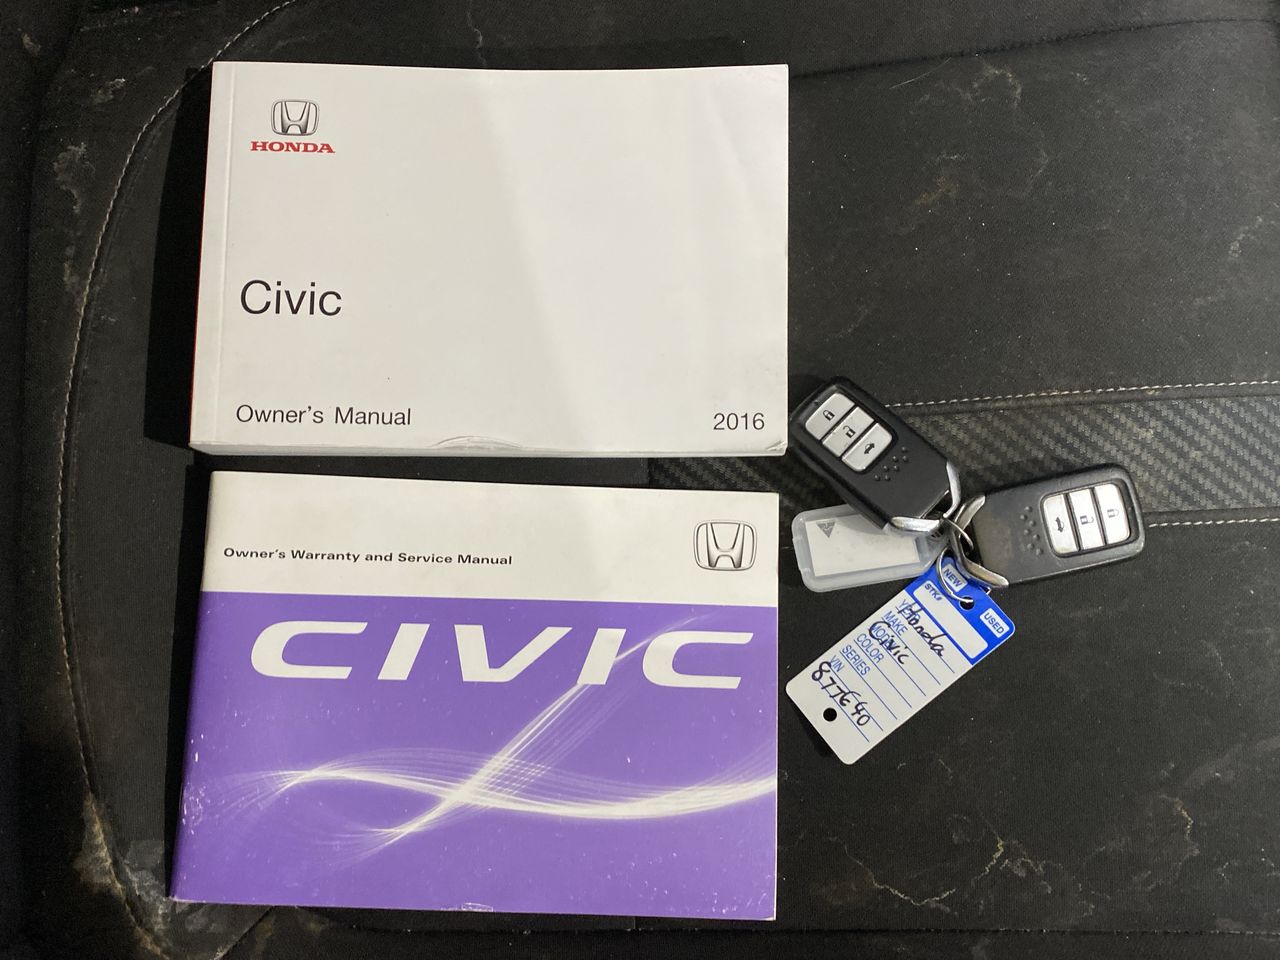 HONDA
Civic
Owner's Manual
2016
Owner's Warranty and Service Manual
CIVIC
NEW
STK#
USED
MAKE
Honda
Civic
COLOR
SERIES
VIN